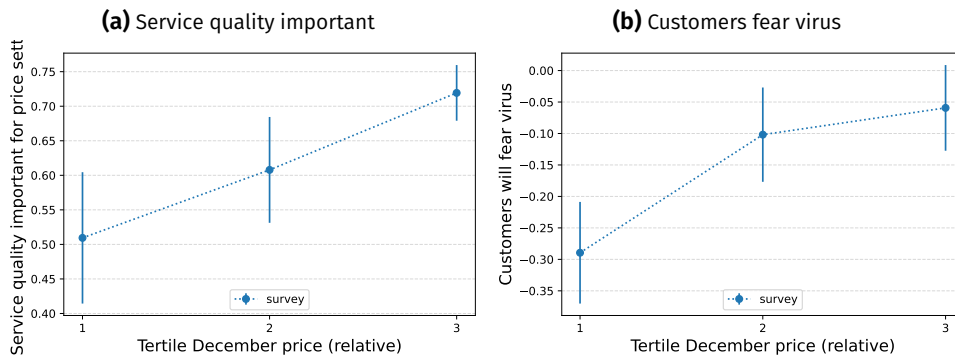 (a) Service quality important
Service quality important for price sett
0.75
0.70
0.65
0.60
0.55
0.50
0.45
0.40
survey
1
2
3
Tertile December price (relative)
(b) Customers fear virus
Customers will fear virus
0.00
−0.05
−0.10
−0.15
−0.20
−0.25
−0.30
−0.35
survey
1
2
3
Tertile December price (relative)